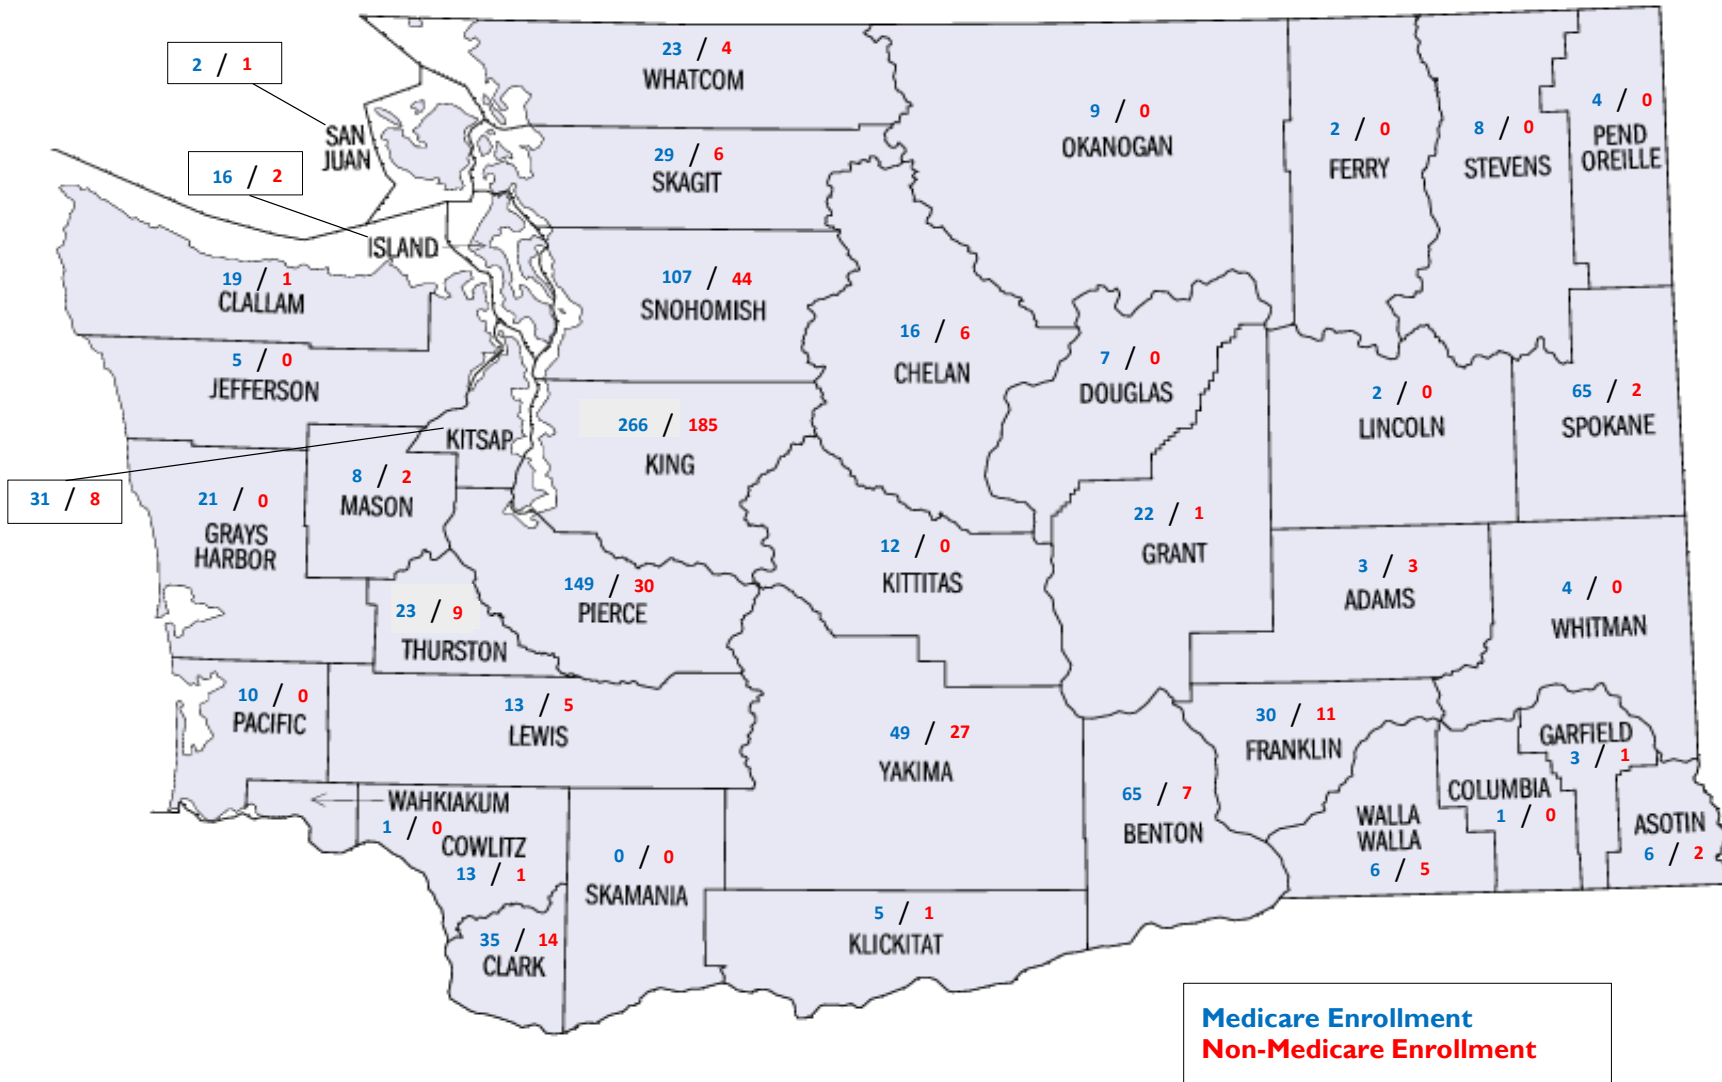 2 / 1
SAN
JUAN
16 / 2
ISLAND
23 / 4
WHATCOM
29 / 6
SKAGIT
107 / 44
SNOHOMISH
9 / 0
OKANOGAN
2 / 0
FERRY
8 / 0
STEVENS
4 / 0
PEND
OREILLE
19 / 1
CLALLAM
5 / 0
JEFFERSON
16 / 6
CHELAN
7 / 0
DOUGLAS
2 / 0
LINCOLN
65 / 2
SPOKANE
266 / 185
KING
KITSAP
31 / 8
8 / 2
MASON
21 / 0
GRAYS
HARBOR
22 / 1
GRANT
12 / 0
KITTITAS
149 / 30
PIERCE
3 / 3
ADAMS
4 / 0
WHITMAN
23 / 9
THURSTON
10 / 0
PACIFIC
13 / 5
LEWIS
49 / 27
YAKIMA
30 / 11
FRANKLIN
GARFIELD
3 / 1
65 / 7
BENTON
WALLA
WALLA
6 / 5
COLUMBIA
1 / 0
ASOTIN
6 / 2
WAHKIAKUM
1 / 0
COWLITZ
13 / 1
0 / 0
SKAMANIA
5 / 1
KLICKITAT
35 / 14
CLARK
Medicare Enrollment
Non-Medicare Enrollment